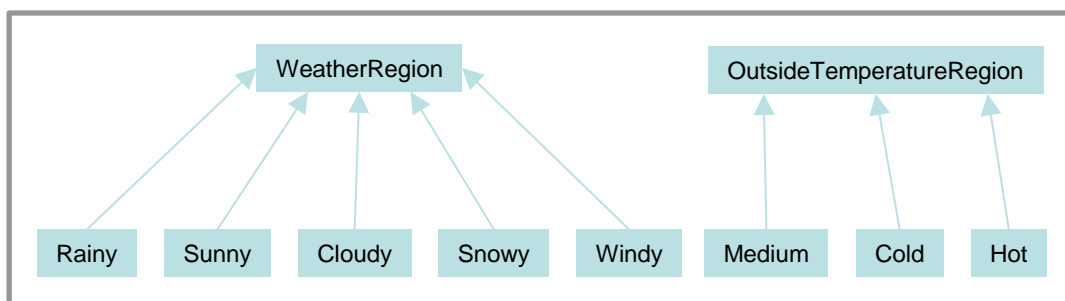 WeatherRegion
OutsideTemperatureRegion
Rainy
Sunny
Cloudy
Snowy
Windy
Medium
Cold
Hot